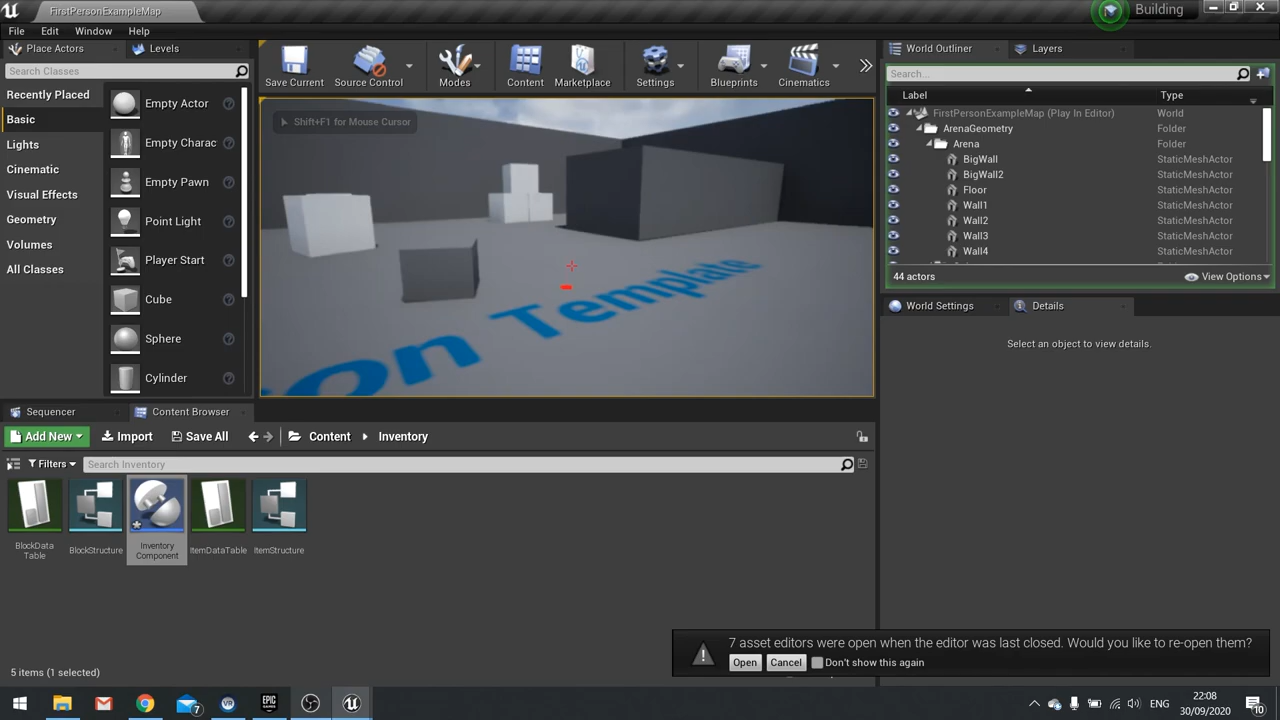 FirstPersonExampleMap
Building
File Edit Window Help
Place Actors Levels
Search Classes
Recently Placed
Basic
Lights
Cinematic
Visual Effects
Geometry
Volumes
All Classes
Empty Actor
Empty Charac
Empty Pawn
Point Light
Player Start
Cube
Sphere
Cylinder
Save Current Source Control Modes Content Marketplace Settings Blueprints Cinematics
Shift+F1 for Mouse Cursor
on Template
World Outliner Layers
Search...
Label Type
FirstPersonExampleMap (Play In Editor) World
ArenaGeometry Folder
Arena Folder
BigWall StaticMeshActor
BigWall2 StaticMeshActor
Floor StaticMeshActor
Wall1 StaticMeshActor
Wall2 StaticMeshActor
Wall3 StaticMeshActor
Wall4 StaticMeshActor
44 actors View Options
World Settings Details
Select an object to view details.
Sequencer Content Browser
Add New Import Save All Content Inventory
Filters Search Inventory
BlockData
Table
BlockStructure
Inventory
Component
ItemDataTable
ItemStructure
7 asset editors were open when the editor was last closed. Would you like to re-open them?
Open Cancel Don't show this again
5 items (1 selected)
7
VR
EPIC
GAMES
ENG
22:08
30/09/2020
10